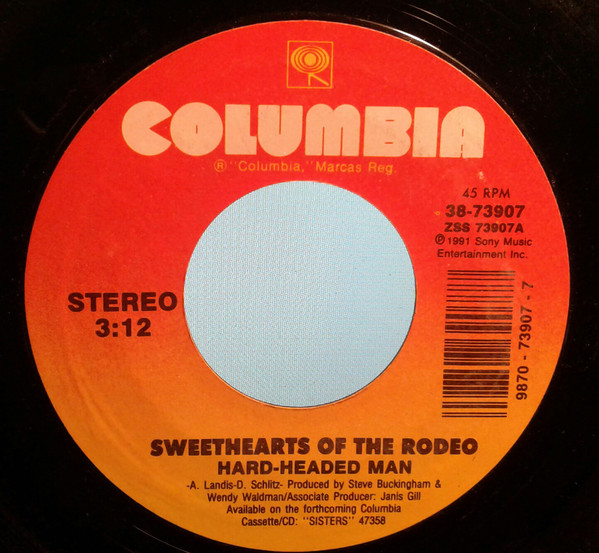 COLUMBIA
® "Columbia," Marcas Reg.
45 RPM
38-73907
ZSS 73907A
℗ 1991 Sony Music
Entertainment Inc.
STEREO
3:12
9870 - 73907 - 7
SWEETHEARTS OF THE RODEO
HARD-HEADED MAN
-A. Landis-D. Schlitz- Produced by Steve Buckingham &
Wendy Waldman/Associate Producer: Janis Gill
Available on the forthcoming Columbia
Cassette/CD: "SISTERS" 47358